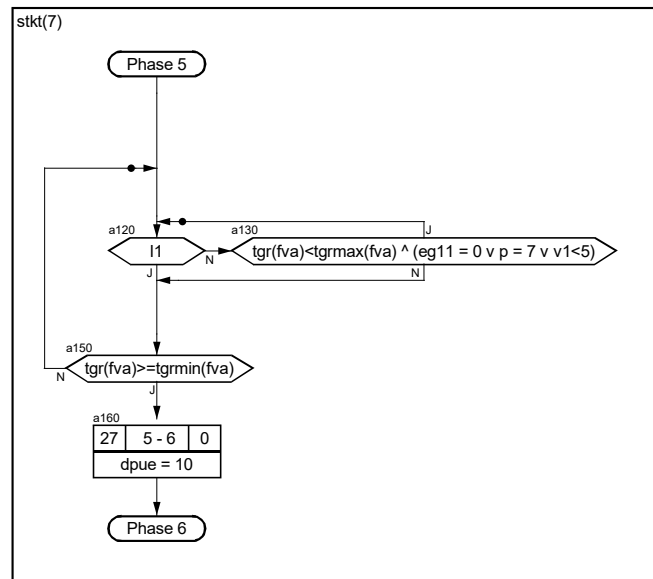 stkt(7)
Phase 5
a120
a130
J
l1
N
tgr(fva)<tgrmax(fva) ^ (eg11 = 0 v p = 7 v v1<5)
J
N
a150
tgr(fva)>=tgrmin(fva)
N
J
a160
27 5 - 6 0
dpue = 10
Phase 6